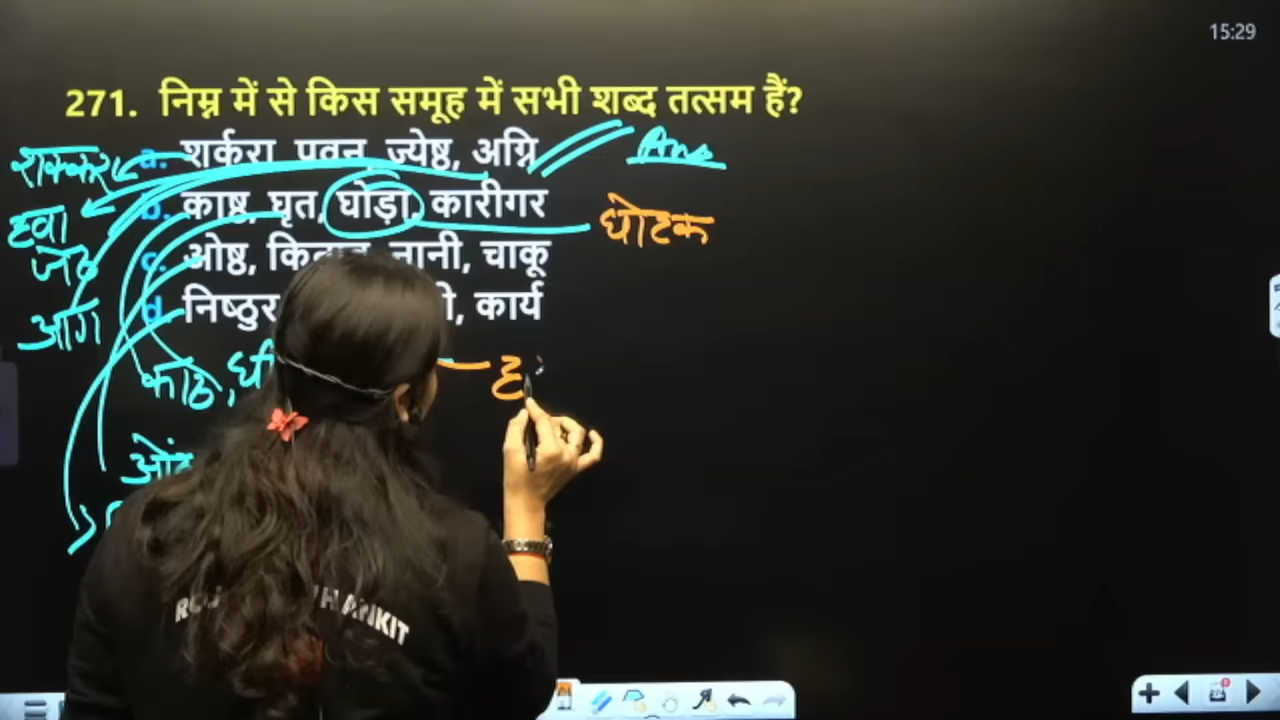 15:29
271. निम्न में से किस समूह में सभी शब्द तत्सम हैं?
a. शर्करा, पवन, ज्येष्ठ, अग्नि
Ans
शक्कर
b. काष्ठ, घृत, घोड़ा, कारीगर
घोटक
हवा
c. ओष्ठ, नानी, चाकू
जेठ
d. निष्ठुर कार्य
आग
काठ, घी